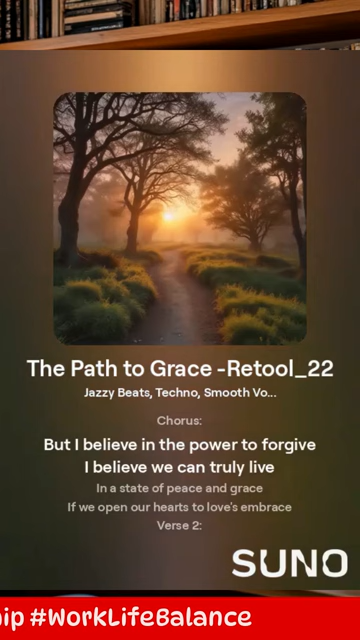 The Path to Grace -Retool_22
Jazzy Beats, Techno, Smooth Vo...
Chorus:
But I believe in the power to forgive
I believe we can truly live
In a state of peace and grace
If we open our hearts to love's embrace
Verse 2:
SUNO
#WorkLifeBalance